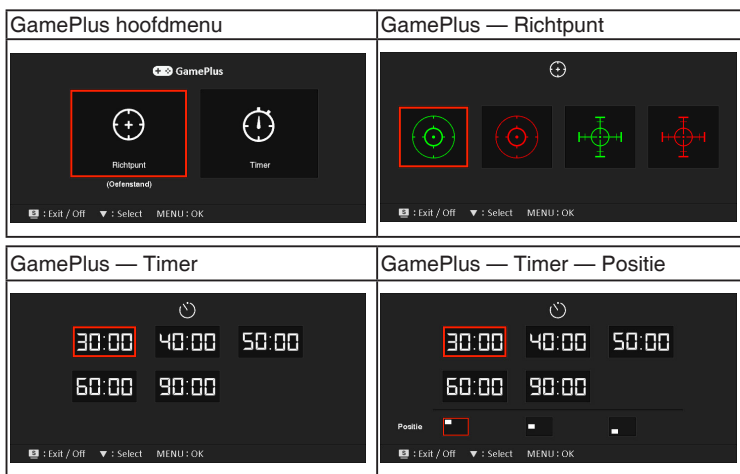 GamePlus hoofdmenu
GamePlus — Richtpunt
GamePlus
Richtpunt
Timer
(Oefenstand)
S : Exit / Off ▼ : Select MENU : OK
S : Exit / Off ▼ : Select MENU : OK
GamePlus — Timer
GamePlus — Timer — Positie
30:00 40:00 50:00
60:00 90:00
S : Exit / Off ▼ : Select MENU : OK
30:00 40:00 50:00
60:00 90:00
Positie
S : Exit / Off ▼ : Select MENU : OK